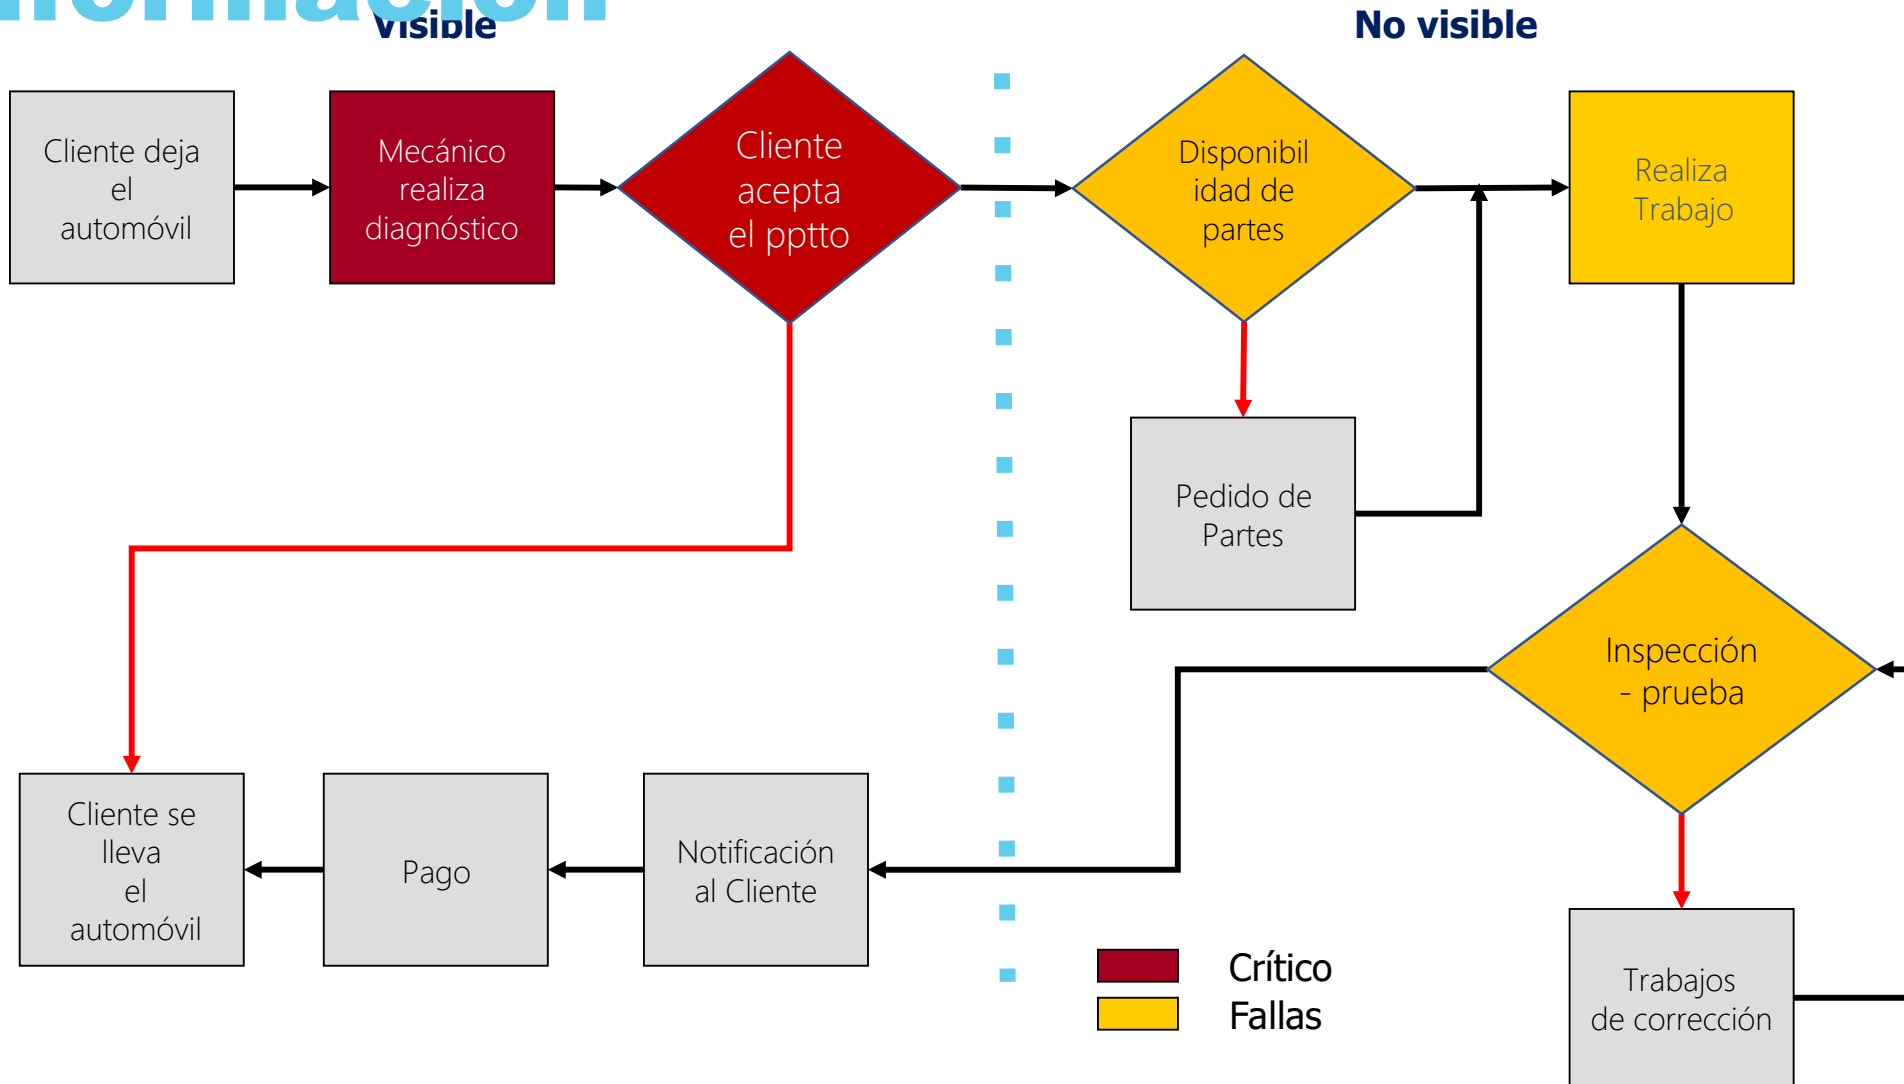 Visible
No visible
Cliente deja
el
automóvil
Mecánico
realiza
diagnóstico
Cliente
acepta
el pptto
Disponibil
idad de
partes
Realiza
Trabajo
Pedido de
Partes
Inspección
- prueba
Cliente se
lleva
el
automóvil
Pago
Notificación
al Cliente
Trabajos
de corrección
Crítico
Fallas